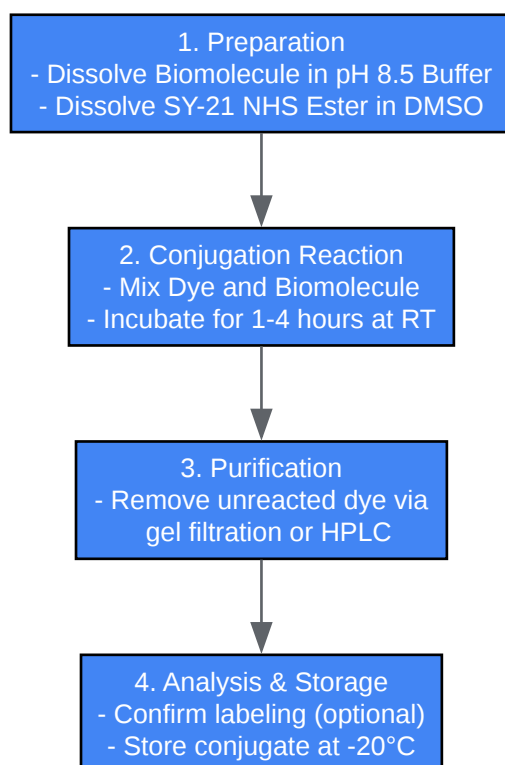 1. Preparation
- Dissolve Biomolecule in pH 8.5 Buffer
- Dissolve SY-21 NHS Ester in DMSO
2. Conjugation Reaction
- Mix Dye and Biomolecule
- Incubate for 1-4 hours at RT
3. Purification
- Remove unreacted dye via
gel filtration or HPLC
4. Analysis & Storage
- Confirm labeling (optional)
- Store conjugate at -20°C